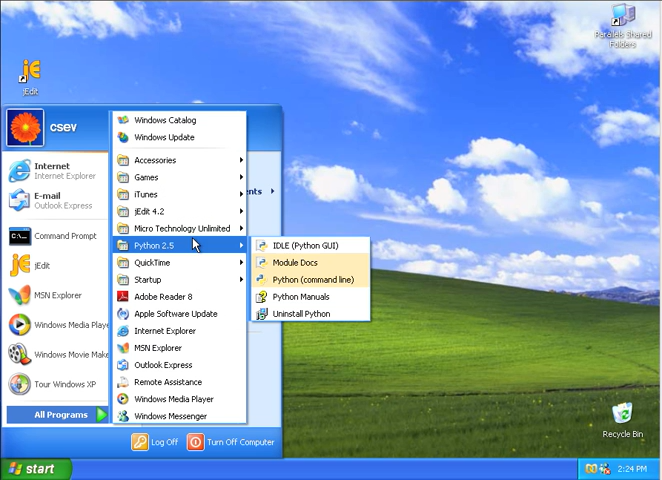 Parallels Shared
Folders
jEdit
csev
Internet
Internet Explorer
E-mail
Outlook Express
Command Prompt
jEdit
MSN Explorer
Windows Media Playe
Windows Movie Make
Tour Windows XP
All Programs
Windows Catalog
Windows Update
Accessories
Games
iTunes
jEdit 4.2
Micro Technology Unlimited
Python 2.5
QuickTime
Startup
Adobe Reader 8
Apple Software Update
Internet Explorer
MSN Explorer
Outlook Express
Remote Assistance
Windows Media Player
Windows Messenger
ents
IDLE (Python GUI)
Module Docs
Python (command line)
Python Manuals
Uninstall Python
Log Off
Turn Off Computer
Recycle Bin
start
2:24 PM